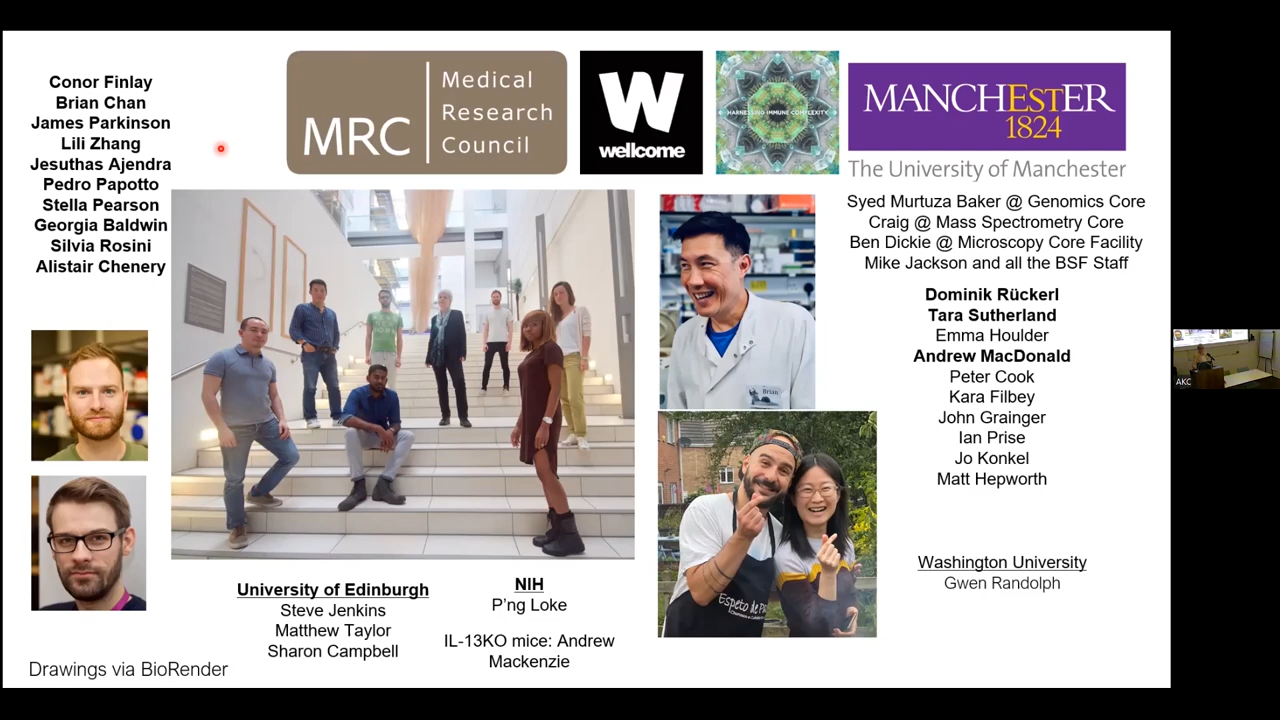 Conor Finlay
Brian Chan
James Parkinson
Lili Zhang
Jesuthas Ajendra
Pedro Papotto
Stella Pearson
Georgia Baldwin
Silvia Rosini
Alistair Chenery
MRC
Medical
Research
Council
W
wellcome
HARNESSING IMMUNE COMPLEXITY
MANCHESTER
1824
The University of Manchester
Syed Murtuza Baker @ Genomics Core
Craig @ Mass Spectrometry Core
Ben Dickie @ Microscopy Core Facility
Mike Jackson and all the BSF Staff
Dominik Rückerl
Tara Sutherland
Emma Houlder
Andrew MacDonald
Peter Cook
Kara Filbey
John Grainger
Ian Prise
Jo Konkel
Matt Hepworth
Washington University
Gwen Randolph
University of Edinburgh
Steve Jenkins
Matthew Taylor
Sharon Campbell
NIH
P'ng Loke
IL-13KO mice: Andrew
Mackenzie
Drawings via BioRender
Brian
Espeto de
AKC